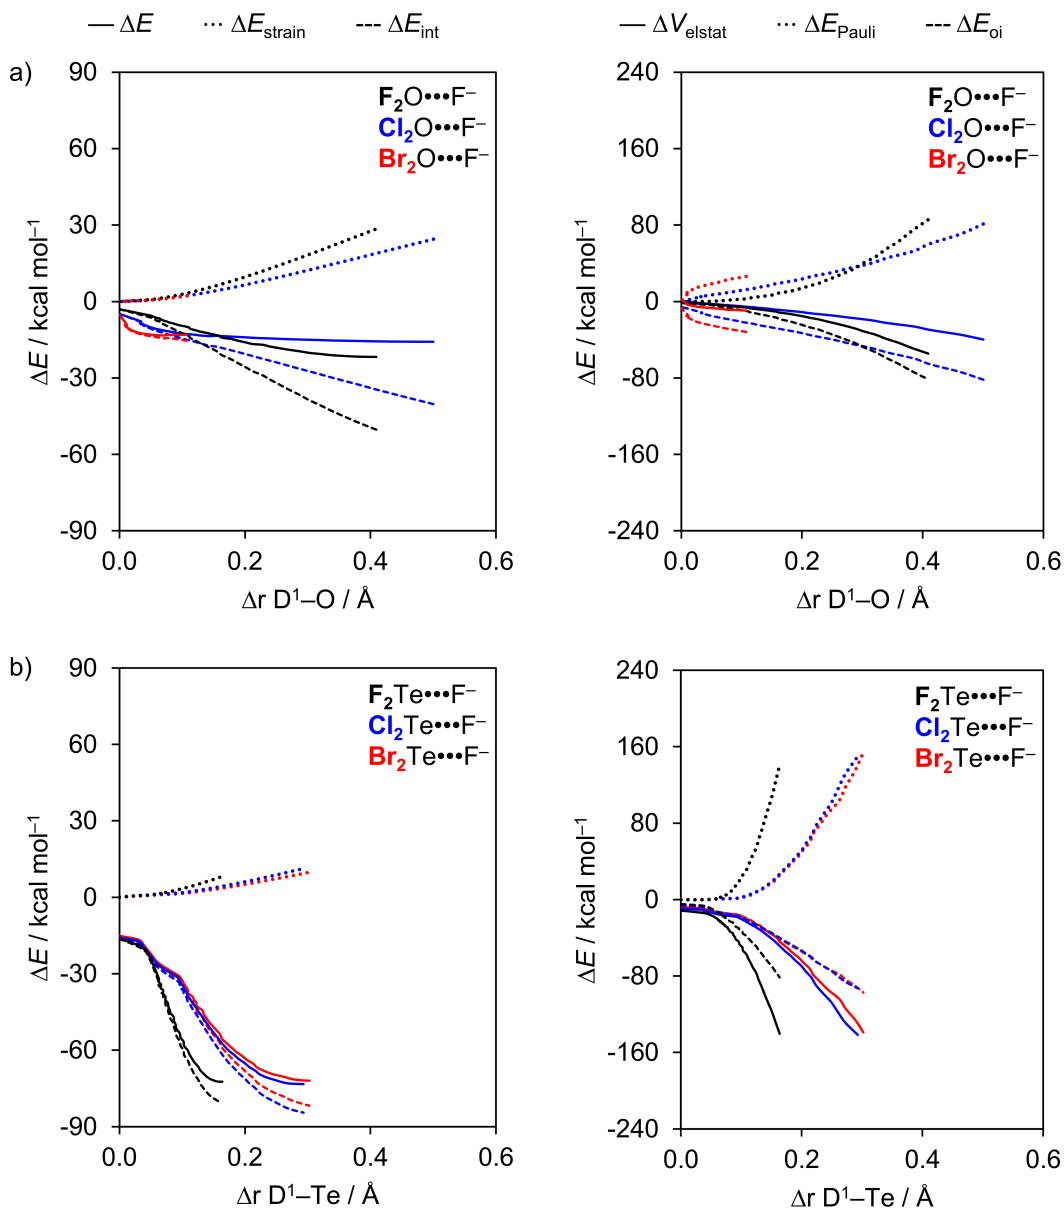 ΔE ΔE_strain ΔE_int
ΔV_elstat ΔE_Pauli ΔE_oi
a)
90
60
30
0
-30
-60
-90
ΔE / kcal mol⁻¹
F₂O•••F⁻
Cl₂O•••F⁻
Br₂O•••F⁻
0.0 0.2 0.4 0.6
Δr D¹–O / Å
240
160
80
0
-80
-160
-240
ΔE / kcal mol⁻¹
F₂O•••F⁻
Cl₂O•••F⁻
Br₂O•••F⁻
0.0 0.2 0.4 0.6
Δr D¹–O / Å
b)
90
60
30
0
-30
-60
-90
ΔE / kcal mol⁻¹
F₂Te•••F⁻
Cl₂Te•••F⁻
Br₂Te•••F⁻
0.0 0.2 0.4 0.6
Δr D¹–Te / Å
240
160
80
0
-80
-160
-240
ΔE / kcal mol⁻¹
F₂Te•••F⁻
Cl₂Te•••F⁻
Br₂Te•••F⁻
0.0 0.2 0.4 0.6
Δr D¹–Te / Å